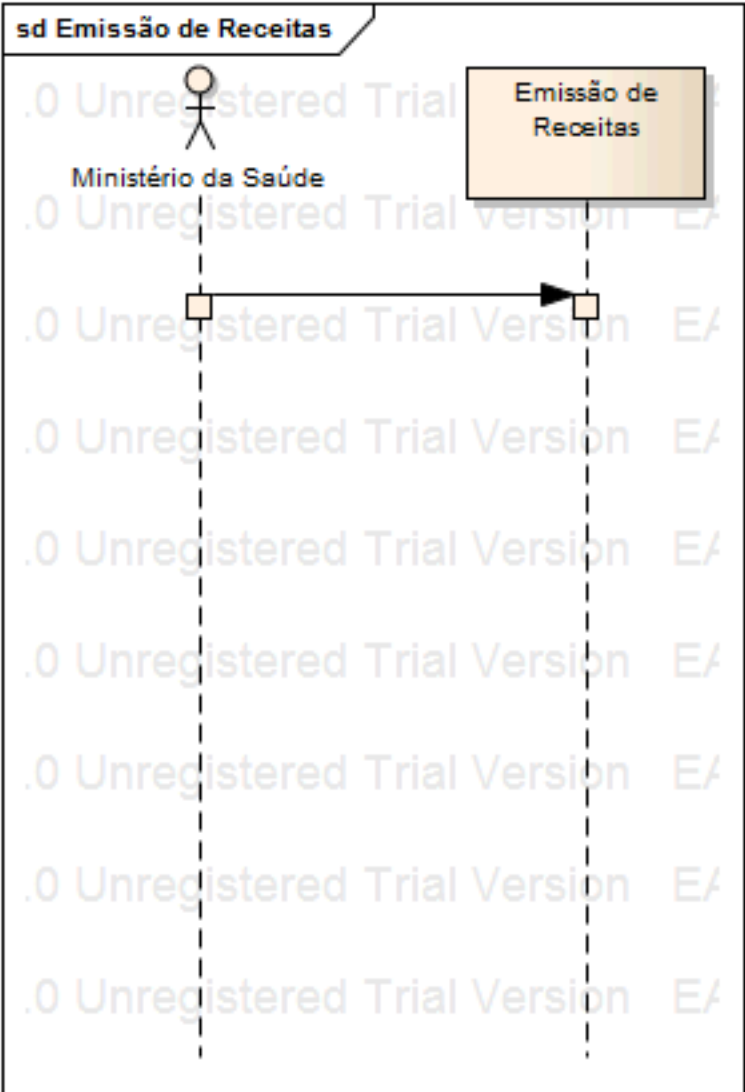 sd Emissão de Receitas
.0 Unregistered Trial
Emissão de
Receitas
Ministério da Saúde
.0 Unregistered Trial Version EA
.0 Unregistered Trial Version EA
.0 Unregistered Trial Version EA
.0 Unregistered Trial Version EA
.0 Unregistered Trial Version EA
.0 Unregistered Trial Version EA
.0 Unregistered Trial Version EA
.0 Unregistered Trial Version EA